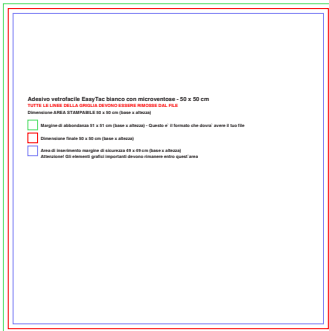 Adesivo vetrofacile EasyTac bianco con microventose - 50 x 50 cm
TUTTE LE LINEE DELLA GRIGLIA DEVONO ESSERE RIMOSSE DAL FILE
Dimensione AREA STAMPABILE 50 x 50 cm (base x altezza)
Margine di abbondanza 51 x 51 cm (base x altezza) - Questo e' il formato che dovra' avere il tuo file
Dimensione finale 50 x 50 cm (base x altezza)
Area di inserimento margine di sicurezza 49 x 49 cm (base x altezza)
Attenzione! Gli elementi grafici importanti devono rimanere entro quest'area